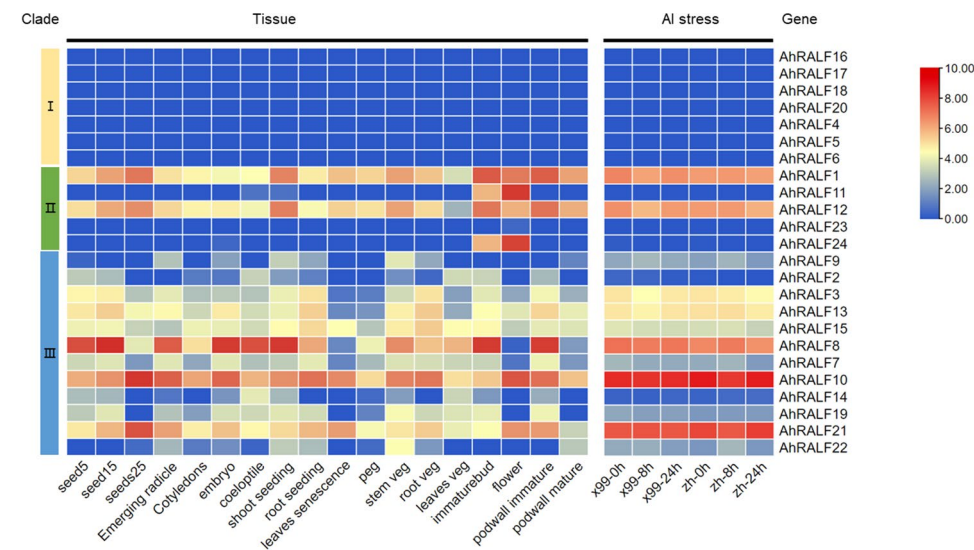 Clade Tissue Al stress Gene
I
II
III
AhRALF16
AhRALF17
AhRALF18
AhRALF20
AhRALF4
AhRALF5
AhRALF6
AhRALF1
AhRALF11
AhRALF12
AhRALF23
AhRALF24
AhRALF9
AhRALF2
AhRALF3
AhRALF13
AhRALF15
AhRALF8
AhRALF7
AhRALF10
AhRALF14
AhRALF19
AhRALF21
AhRALF22
10.00
8.00
6.00
4.00
2.00
0.00
seed5
seed15
seeds25
Emerging radicle
Cotyledons
embryo
coeloptile
shoot seeding
root seeding
leaves senescence
peg
stem veg
root veg
leaves veg
immaturebud
flower
podwall immature
podwall mature
x99-0h
x99-8h
x99-24h
zh-0h
zh-8h
zh-24h